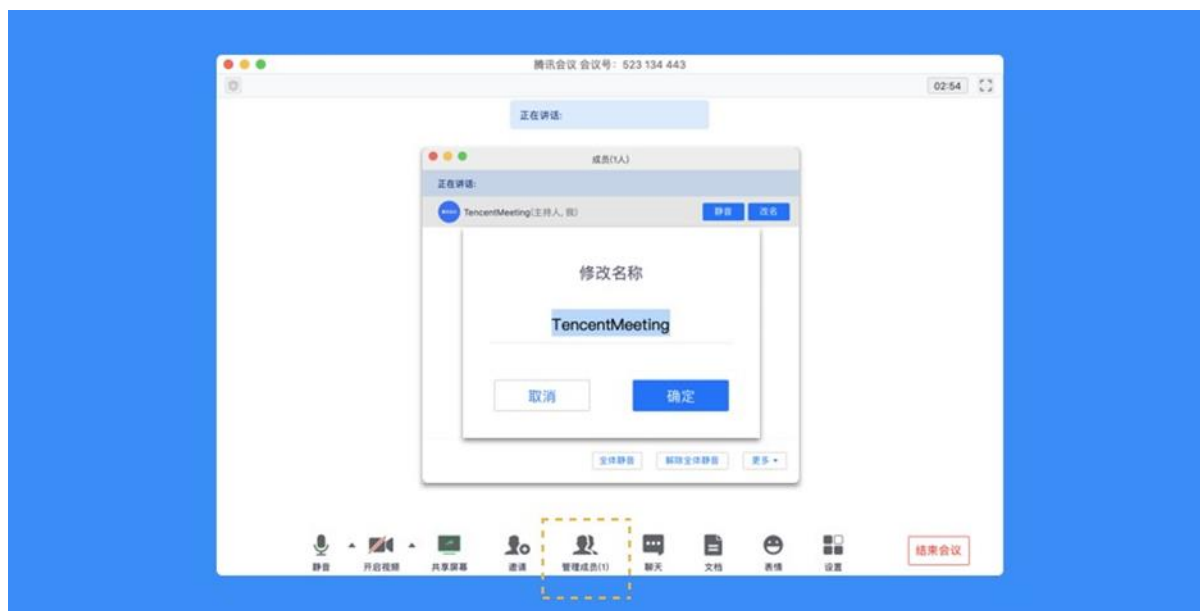 腾讯会议 会议号：523 134 443
02:54
正在讲话:
成员(1人)
正在讲话:
TencentMeeting(主持人, 我)
静音
改名
修改名称
TencentMeeting
取消
确定
全体静音
解除全体静音
更多
静音
开启视频
共享屏幕
邀请
管理成员(1)
聊天
文档
表情
设置
结束会议